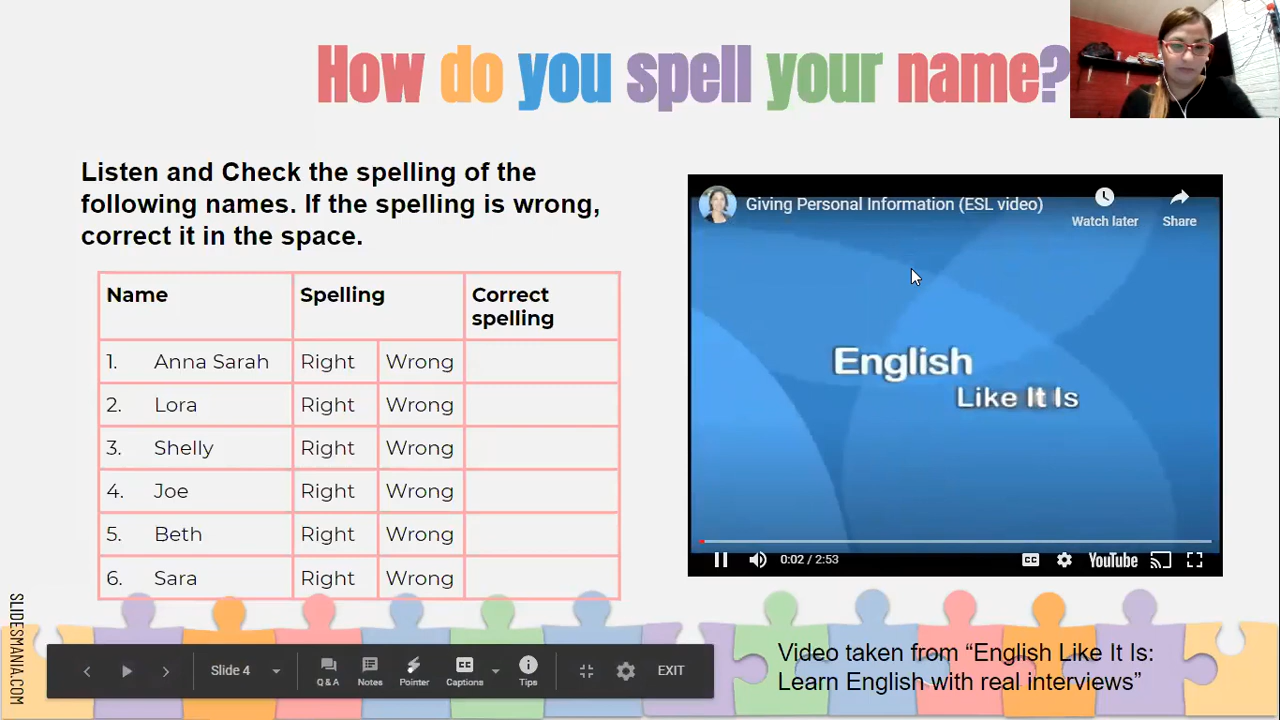 How do you spell your name?
Listen and Check the spelling of the
following names. If the spelling is wrong,
correct it in the space.
Name Spelling Correct
spelling
1. Anna Sarah Right Wrong
2. Lora Right Wrong
3. Shelly Right Wrong
4. Joe Right Wrong
5. Beth Right Wrong
6. Sara Right Wrong
Giving Personal Information (ESL video)
Watch later
Share
English
Like It Is
0:02 / 2:53
CC
YouTube
Video taken from “English Like It Is:
Learn English with real interviews”
SLIDESMANIA.COM
Slide 4
Q & A
Notes
Pointer
CC
Captions
Tips
EXIT